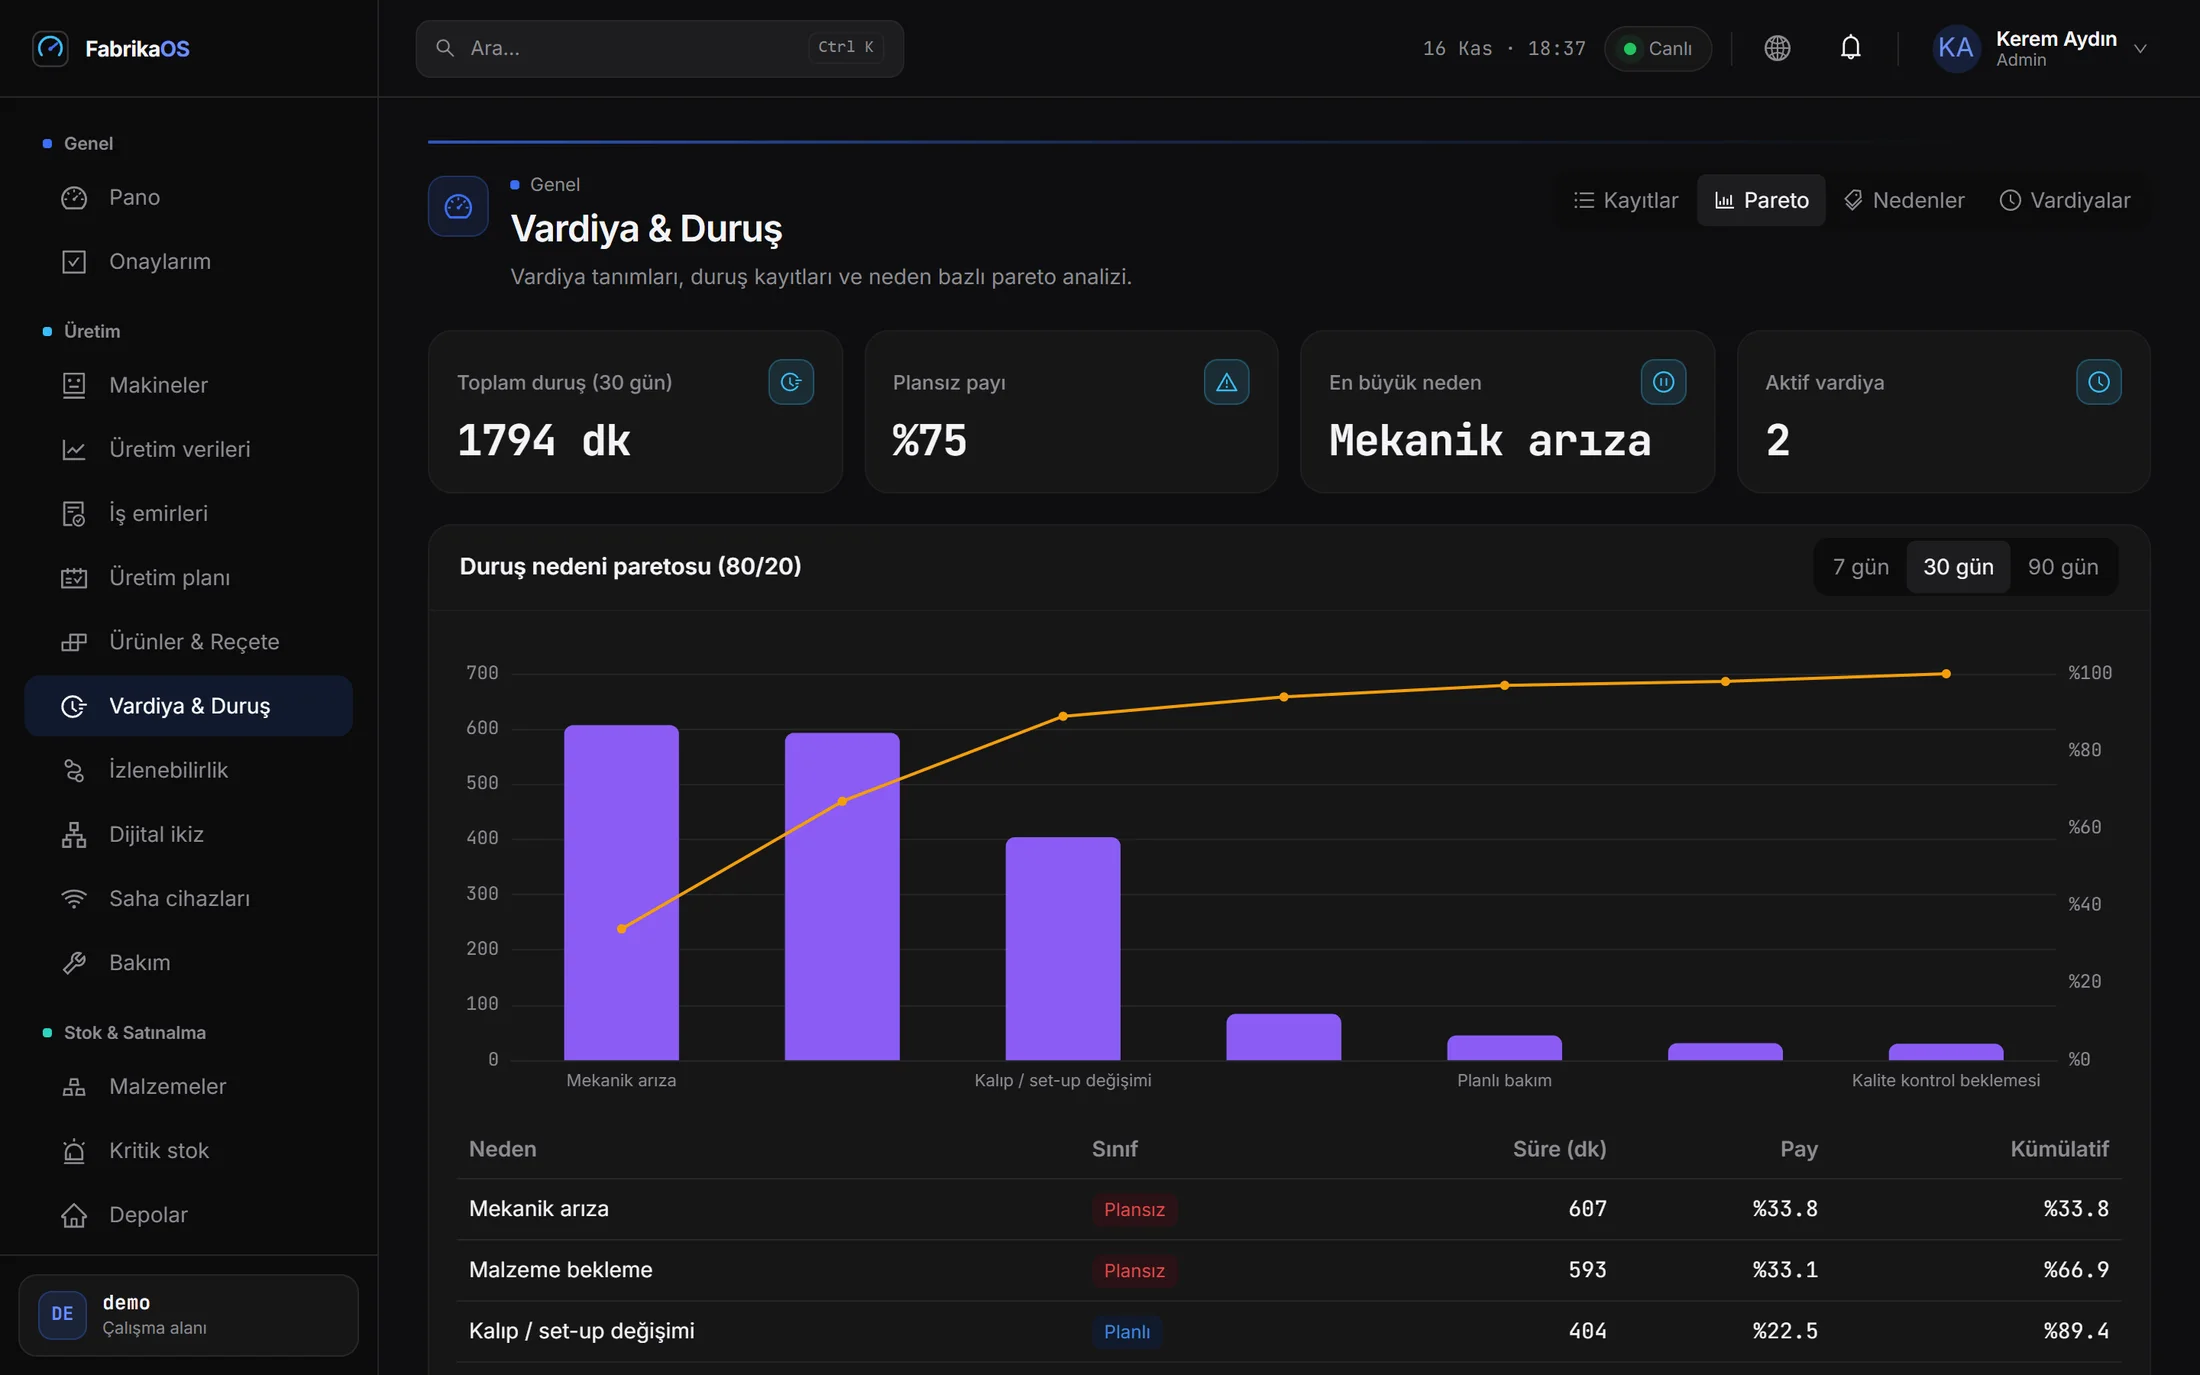 FabrikaOS
Ara...
Ctrl K
16 Kas · 18:37
Canlı
KA
Kerem Aydın
Admin
Genel
Pano
Onaylarım
Üretim
Makineler
Üretim verileri
İş emirleri
Üretim planı
Ürünler & Reçete
Vardiya & Duruş
İzlenebilirlik
Dijital ikiz
Saha cihazları
Bakım
Stok & Satınalma
Malzemeler
Kritik stok
Depolar
DE
demo
Çalışma alanı
Genel
Vardiya & Duruş
Vardiya tanımları, duruş kayıtları ve neden bazlı pareto analizi.
Kayıtlar
Pareto
Nedenler
Vardiyalar
Toplam duruş (30 gün)
1794 dk
Plansız payı
%75
En büyük neden
Mekanik arıza
Aktif vardiya
2
Duruş nedeni paretosu (80/20)
7 gün
30 gün
90 gün
700
600
500
400
300
200
100
0
%100
%80
%60
%40
%20
%0
Mekanik arıza
Kalıp / set-up değişimi
Planlı bakım
Kalite kontrol beklemesi
Neden Sınıf Süre (dk) Pay Kümülatif
Mekanik arıza Plansız 607 %33.8 %33.8
Malzeme bekleme Plansız 593 %33.1 %66.9
Kalıp / set-up değişimi Planlı 404 %22.5 %89.4